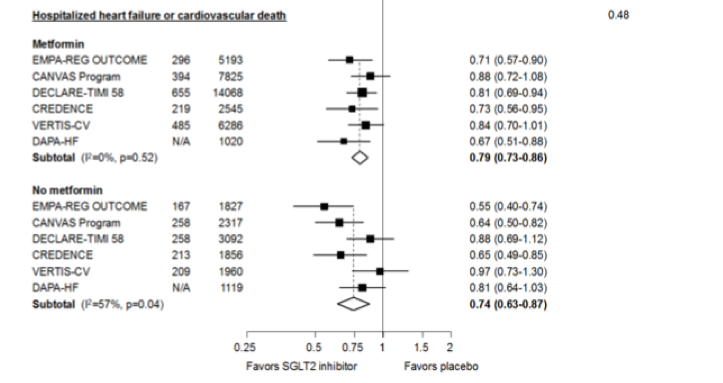 Hospitalized heart failure or cardiovascular death 0.48
Metformin
EMPA-REG OUTCOME 296 5193 0.71 (0.57-0.90)
CANVAS Program 394 7825 0.88 (0.72-1.08)
DECLARE-TIMI 58 655 14068 0.81 (0.69-0.94)
CREDENCE 219 2545 0.73 (0.56-0.95)
VERTIS-CV 485 6286 0.84 (0.70-1.01)
DAPA-HF N/A 1020 0.67 (0.51-0.88)
Subtotal (I²=0%, p=0.52) 0.79 (0.73-0.86)
No metformin
EMPA-REG OUTCOME 167 1827 0.55 (0.40-0.74)
CANVAS Program 258 2317 0.64 (0.50-0.82)
DECLARE-TIMI 58 258 3092 0.88 (0.69-1.12)
CREDENCE 213 1856 0.65 (0.49-0.85)
VERTIS-CV 209 1960 0.97 (0.73-1.30)
DAPA-HF N/A 1119 0.81 (0.64-1.03)
Subtotal (I²=57%, p=0.04) 0.74 (0.63-0.87)
0.25 0.5 0.75 1 1.5 2
Favors SGLT2 inhibitor Favors placebo